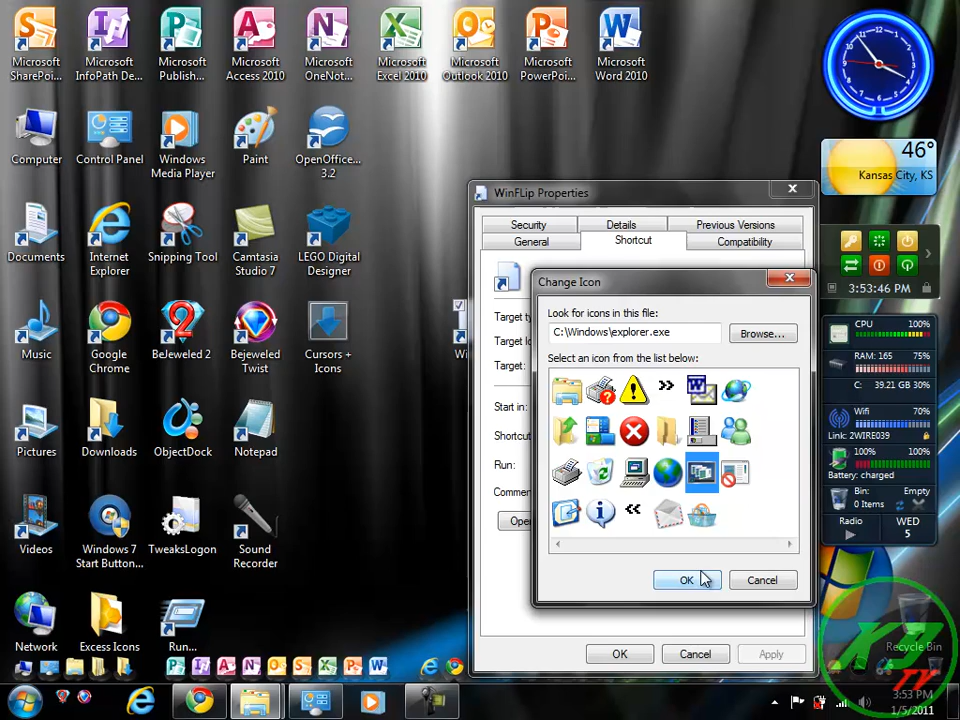 Microsoft SharePoi...
Microsoft InfoPath De...
Microsoft Publish...
Microsoft Access 2010
Microsoft OneNot...
Microsoft Excel 2010
Microsoft Outlook 2010
Microsoft PowerPoi...
Microsoft Word 2010
Computer
Control Panel
Windows Media Player
Paint
OpenOffice... 3.2
Documents
Internet Explorer
Snipping Tool
Camtasia Studio 7
LEGO Digital Designer
Music
Google Chrome
BeJeweled 2
Bejeweled Twist
Cursors + Icons
Pictures
Downloads
ObjectDock
Notepad
Videos
Windows 7 Start Button...
TweaksLogon
Sound Recorder
Network
Excess Icons
Run...
WinFLip Properties
Security
Details
Previous Versions
General
Shortcut
Compatibility
Target ty
Target lo
Target:
Start in:
Shortcu
Run:
Comme
Ope
OK
Cancel
Apply
Change Icon
Look for icons in this file:
C:\Windows\explorer.exe
Browse...
Select an icon from the list below:
OK
Cancel
46°
Kansas City, KS
3:53:46 PM
CPU 100%
RAM: 165 75%
C: 39.21 GB 30%
Wifi 70%
Link: 2WIRE039
100% 100%
Battery: charged
Bin: Empty
0 Items
Radio
WED
5
Recycle Bin
TV
3:53 PM
1/5/2011